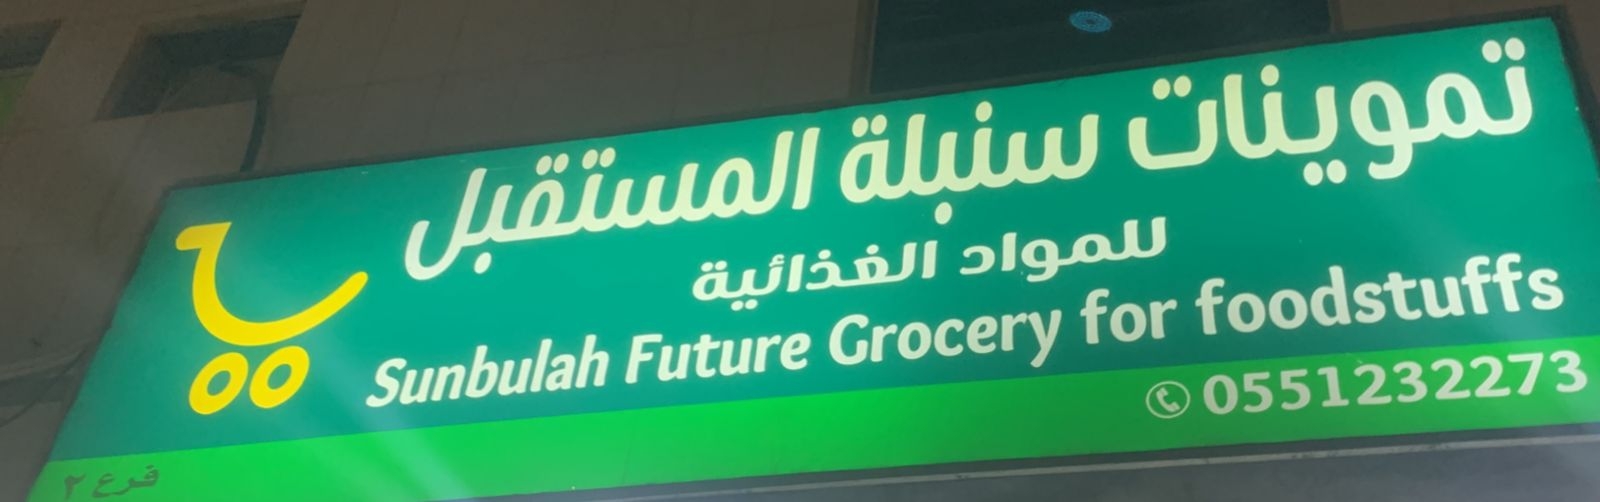 تموينات سنبلة المستقبل
للمواد الغذائية
Sunbulah Future Grocery for foodstuffs
0551232273
فرع ٢